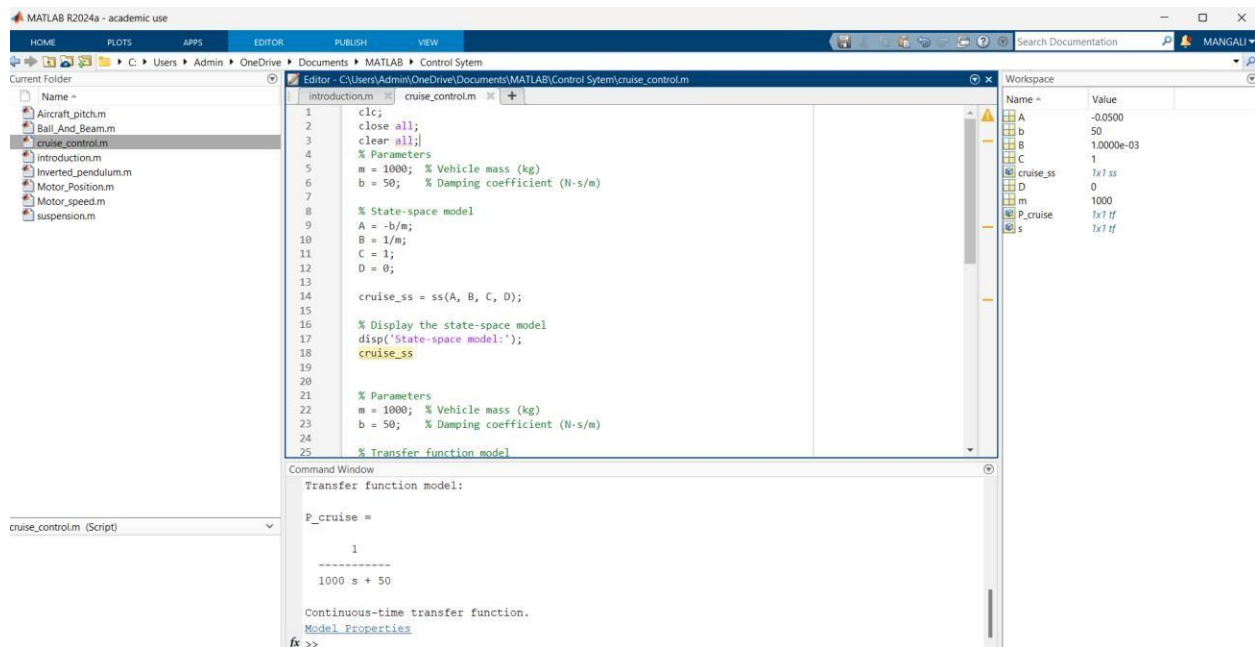 MATLAB R2024a - academic use
HOME PLOTS APPS EDITOR PUBLISH VIEW
Search Documentation
MANGALI
C: Users Admin OneDrive Documents MATLAB Control Sytem
Current Folder
Name
Aircraft_pitch.m
Ball_And_Beam.m
cruise_control.m
introduction.m
Inverted_pendulum.m
Motor_Position.m
Motor_speed.m
suspension.m
cruise_control.m (Script)
Editor - C:\Users\Admin\OneDrive\Documents\MATLAB\Control Sytem\cruise_control.m
introduction.m cruise_control.m
1 clc;
2 close all;
3 clear all;
4 % Parameters
5 m = 1000; % Vehicle mass (kg)
6 b = 50; % Damping coefficient (N-s/m)
7
8 % State-space model
9 A = -b/m;
10 B = 1/m;
11 C = 1;
12 D = 0;
13
14 cruise_ss = ss(A, B, C, D);
15
16 % Display the state-space model
17 disp('State-space model:');
18 cruise_ss
19
20
21 % Parameters
22 m = 1000; % Vehicle mass (kg)
23 b = 50; % Damping coefficient (N-s/m)
24
25 % Transfer function model
Command Window
Transfer function model:
P_cruise =
1
-----------
1000 s + 50
Continuous-time transfer function.
Model Properties
fx >>
Workspace
Name Value
A -0.0500
b 50
B 1.0000e-03
C 1
cruise_ss 1x1 ss
D 0
m 1000
P_cruise 1x1 tf
s 1x1 tf